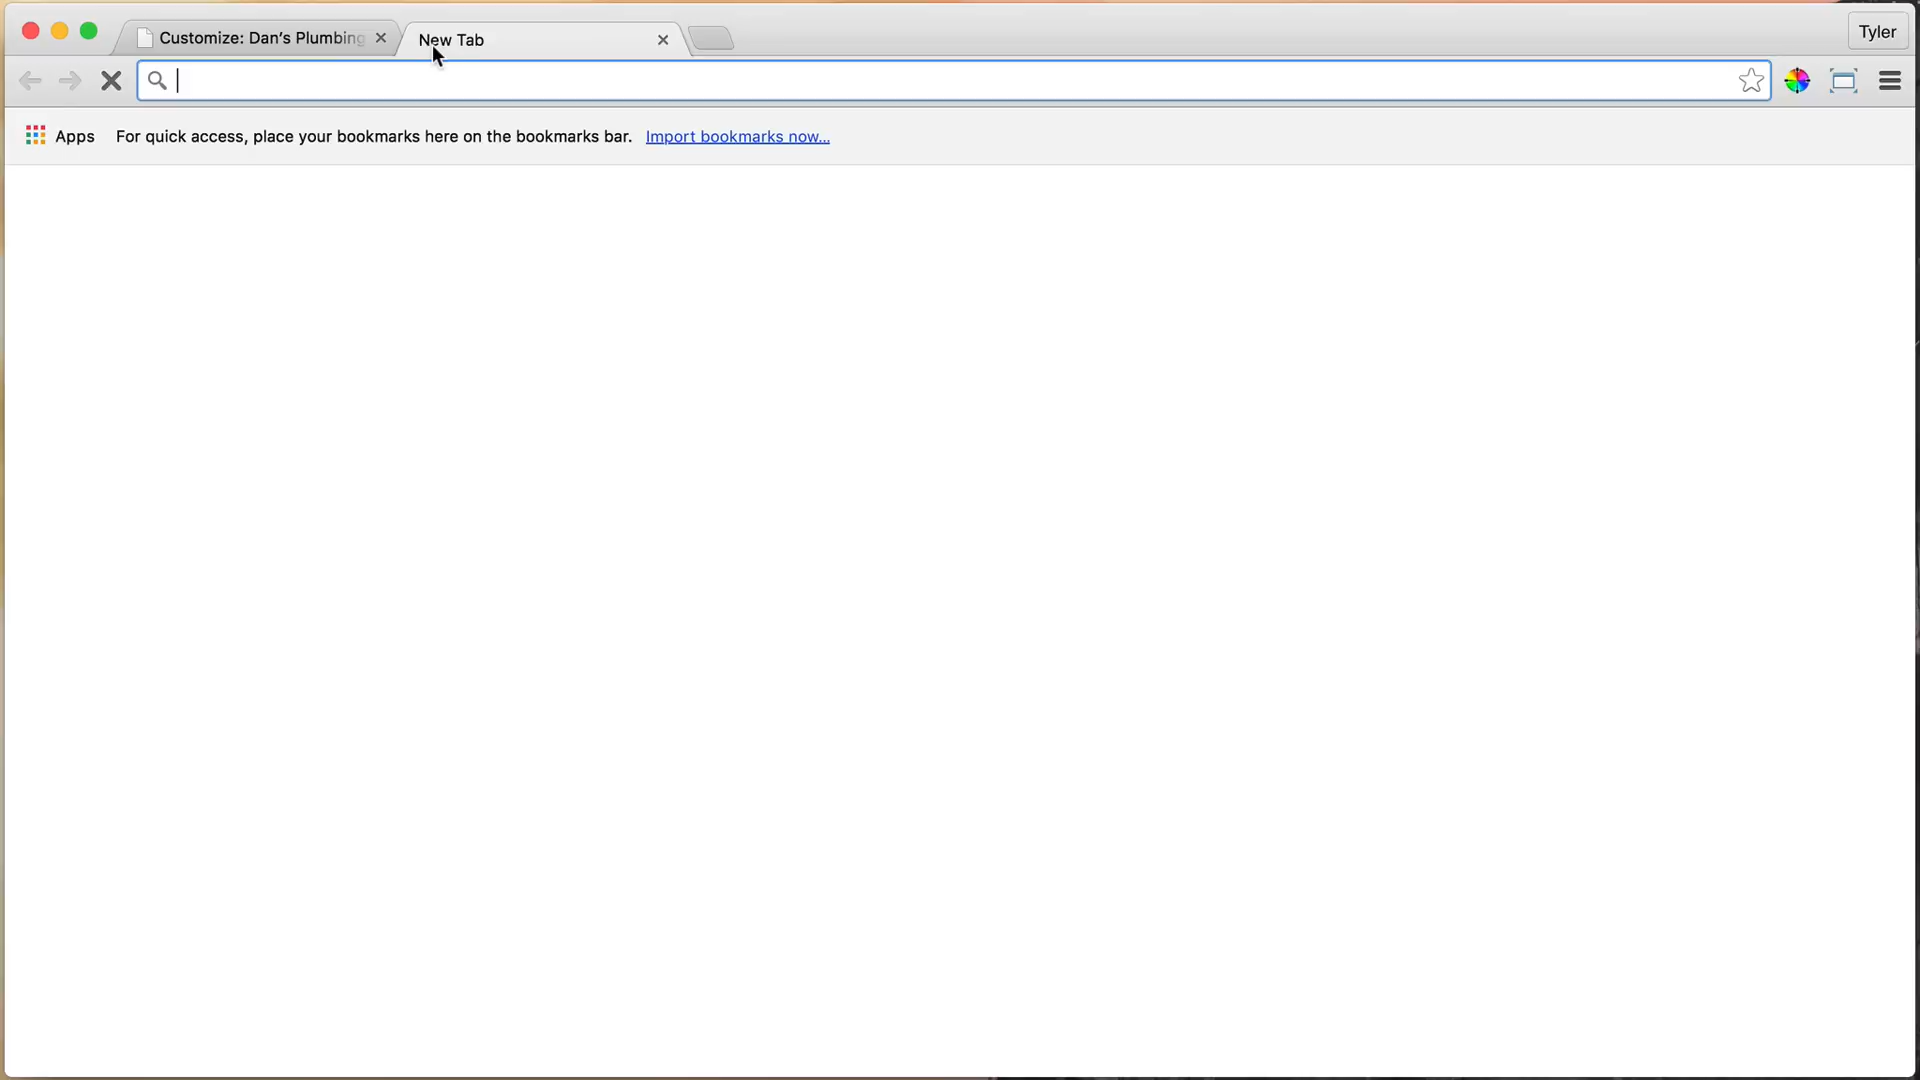 Customize: Dan's Plumbing
New Tab
Tyler
Apps
For quick access, place your bookmarks here on the bookmarks bar. Import bookmarks now...